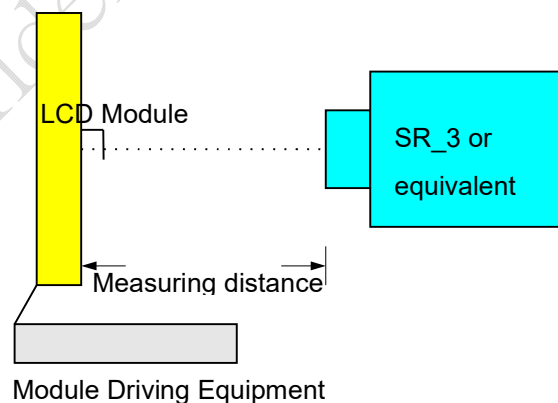 LCD Module
SR_3 or
equivalent
Measuring distance
Module Driving Equipment